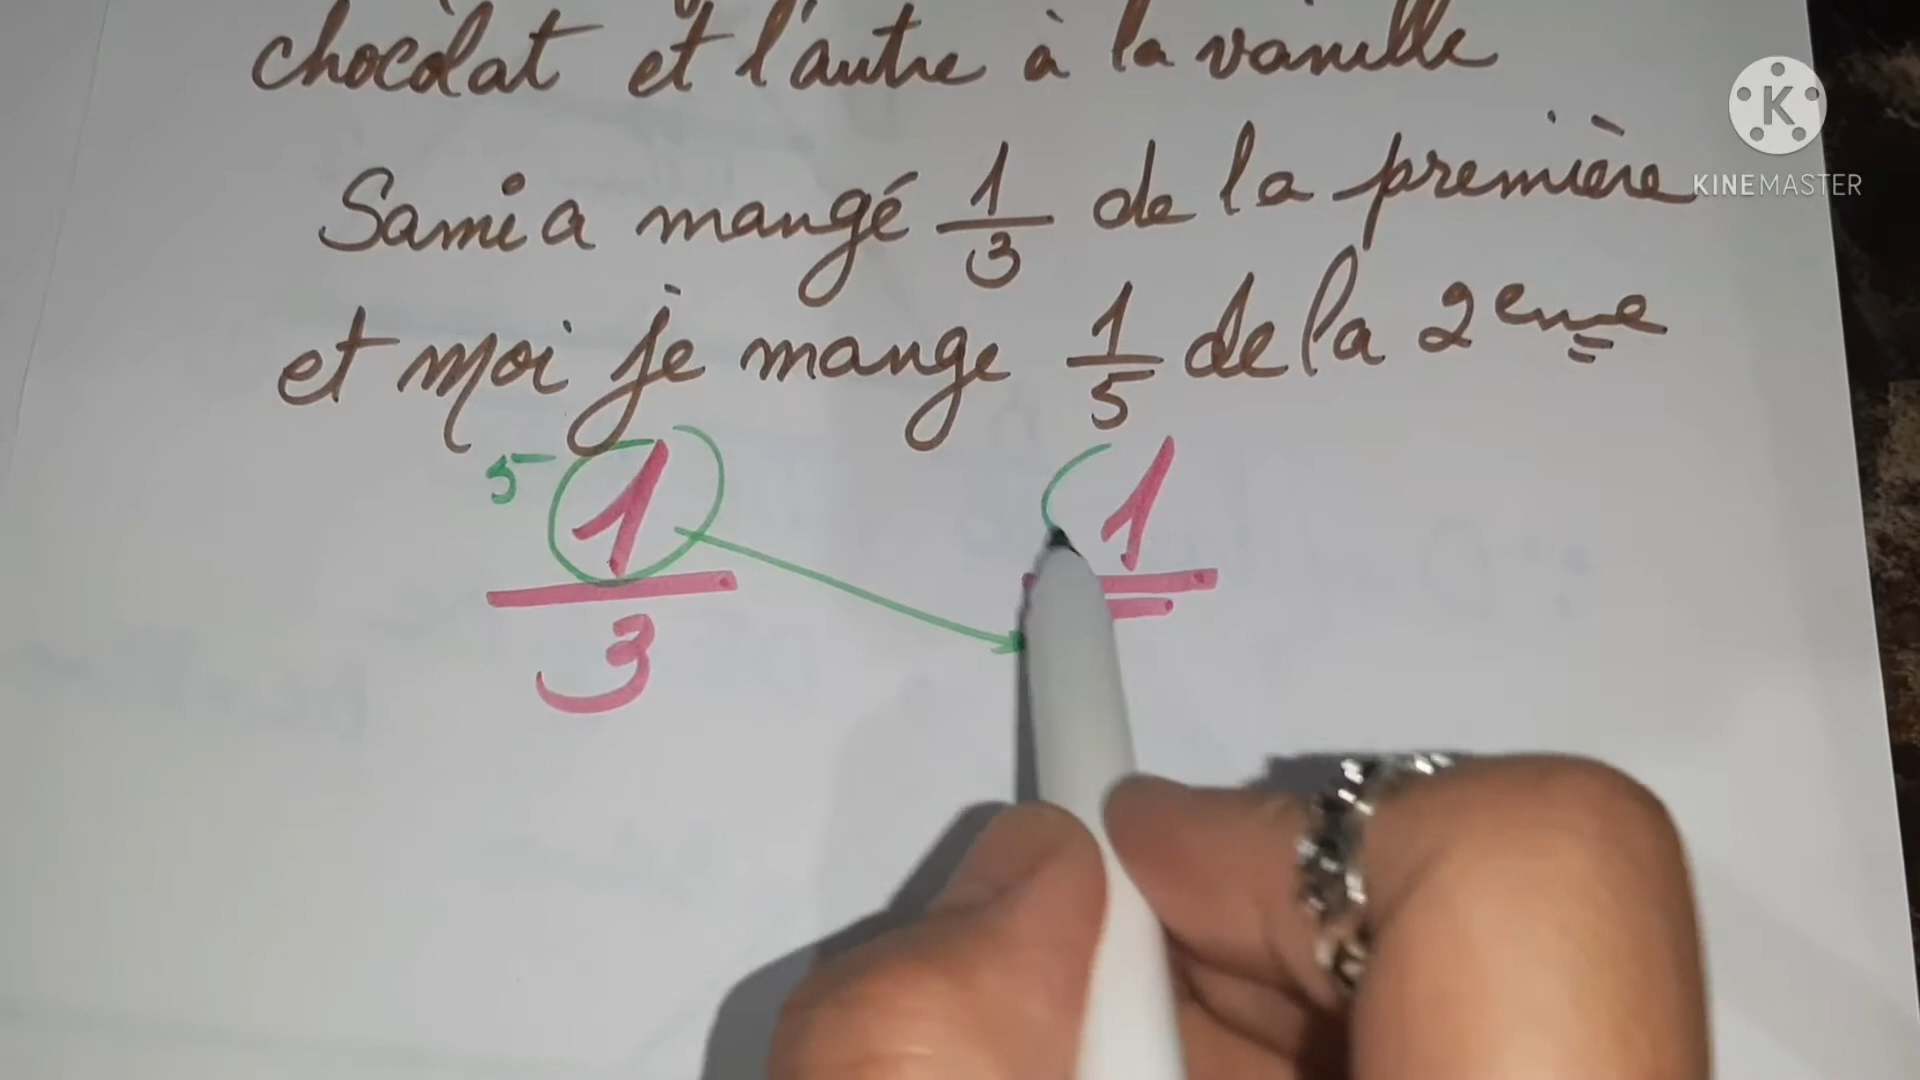 chocolat et l'autre à la vanille
Sami a mangé 1/3 de la première
KINEMASTER
et moi je mange 1/5 de la 2eme
5 1 1
3